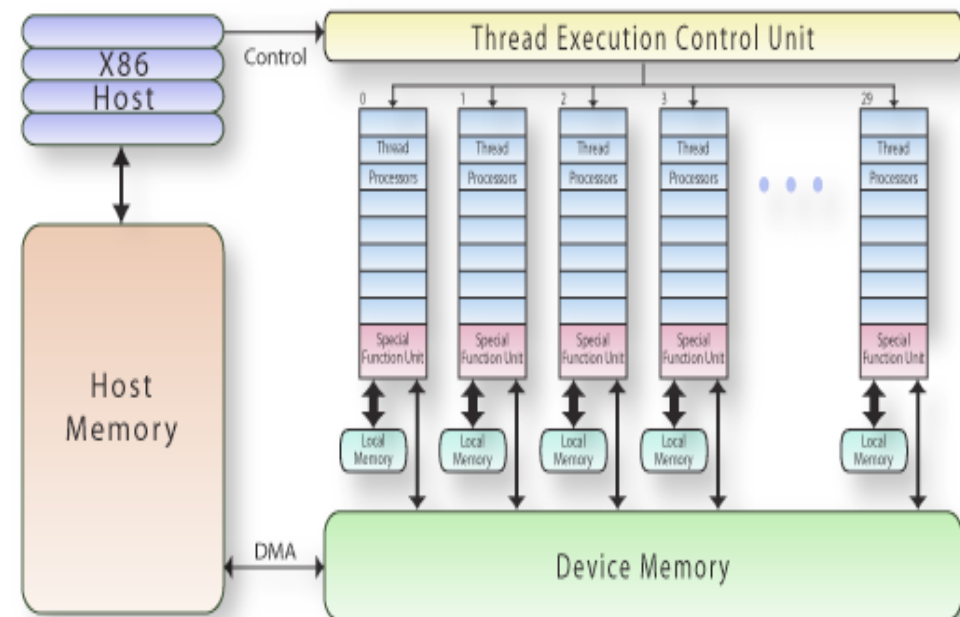 X86
Host
Control
Thread Execution Control Unit
0
1
2
3
29
Thread
Processors
Thread
Processors
Thread
Processors
Thread
Processors
Thread
Processors
Special
Function Unit
Special
Function Unit
Special
Function Unit
Special
Function Unit
Special
Function Unit
Host
Memory
Local
Memory
Local
Memory
Local
Memory
Local
Memory
Local
Memory
DMA
Device Memory